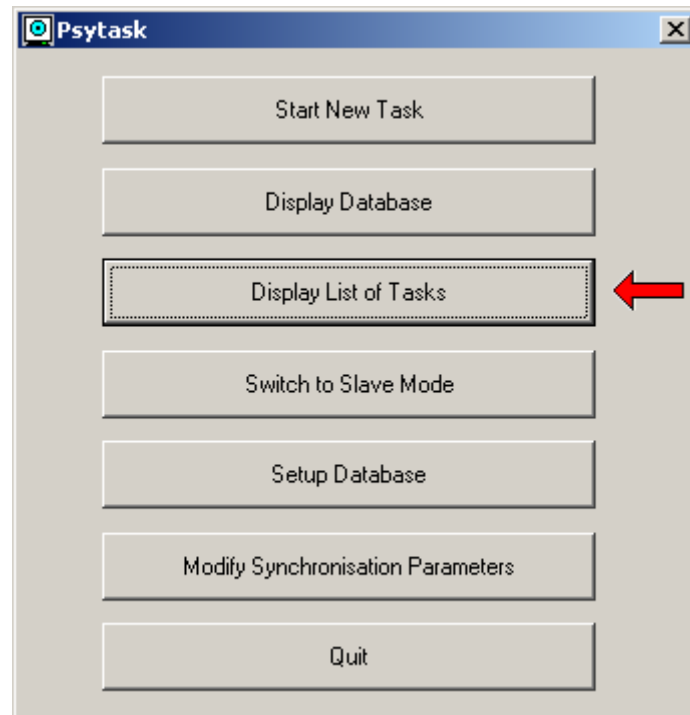 Psytask
Start New Task
Display Database
Display List of Tasks
Switch to Slave Mode
Setup Database
Modify Synchronisation Parameters
Quit